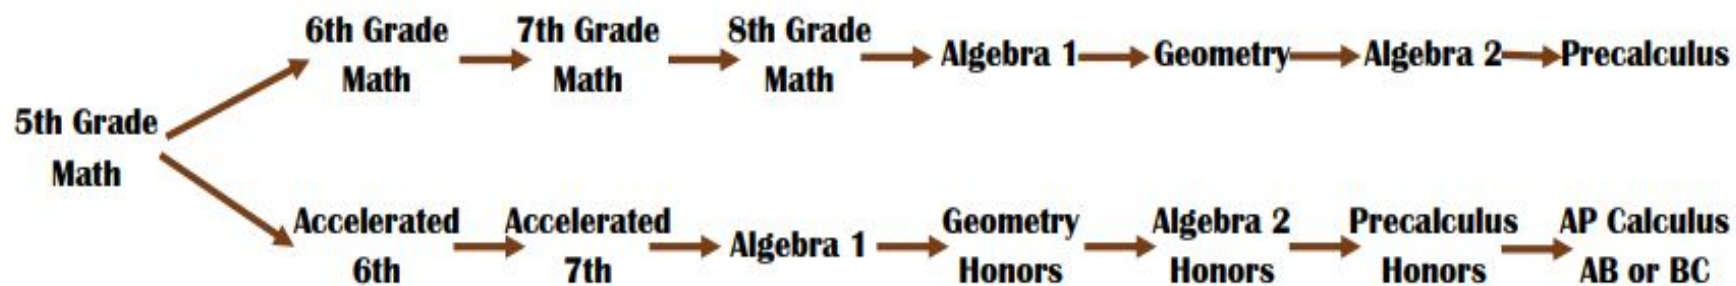 6th Grade
Math
7th Grade
Math
8th Grade
Math
Algebra 1
Geometry
Algebra 2
Precalculus
5th Grade
Math
Accelerated
6th
Accelerated
7th
Algebra 1
Geometry
Honors
Algebra 2
Honors
Precalculus
Honors
AP Calculus
AB or BC